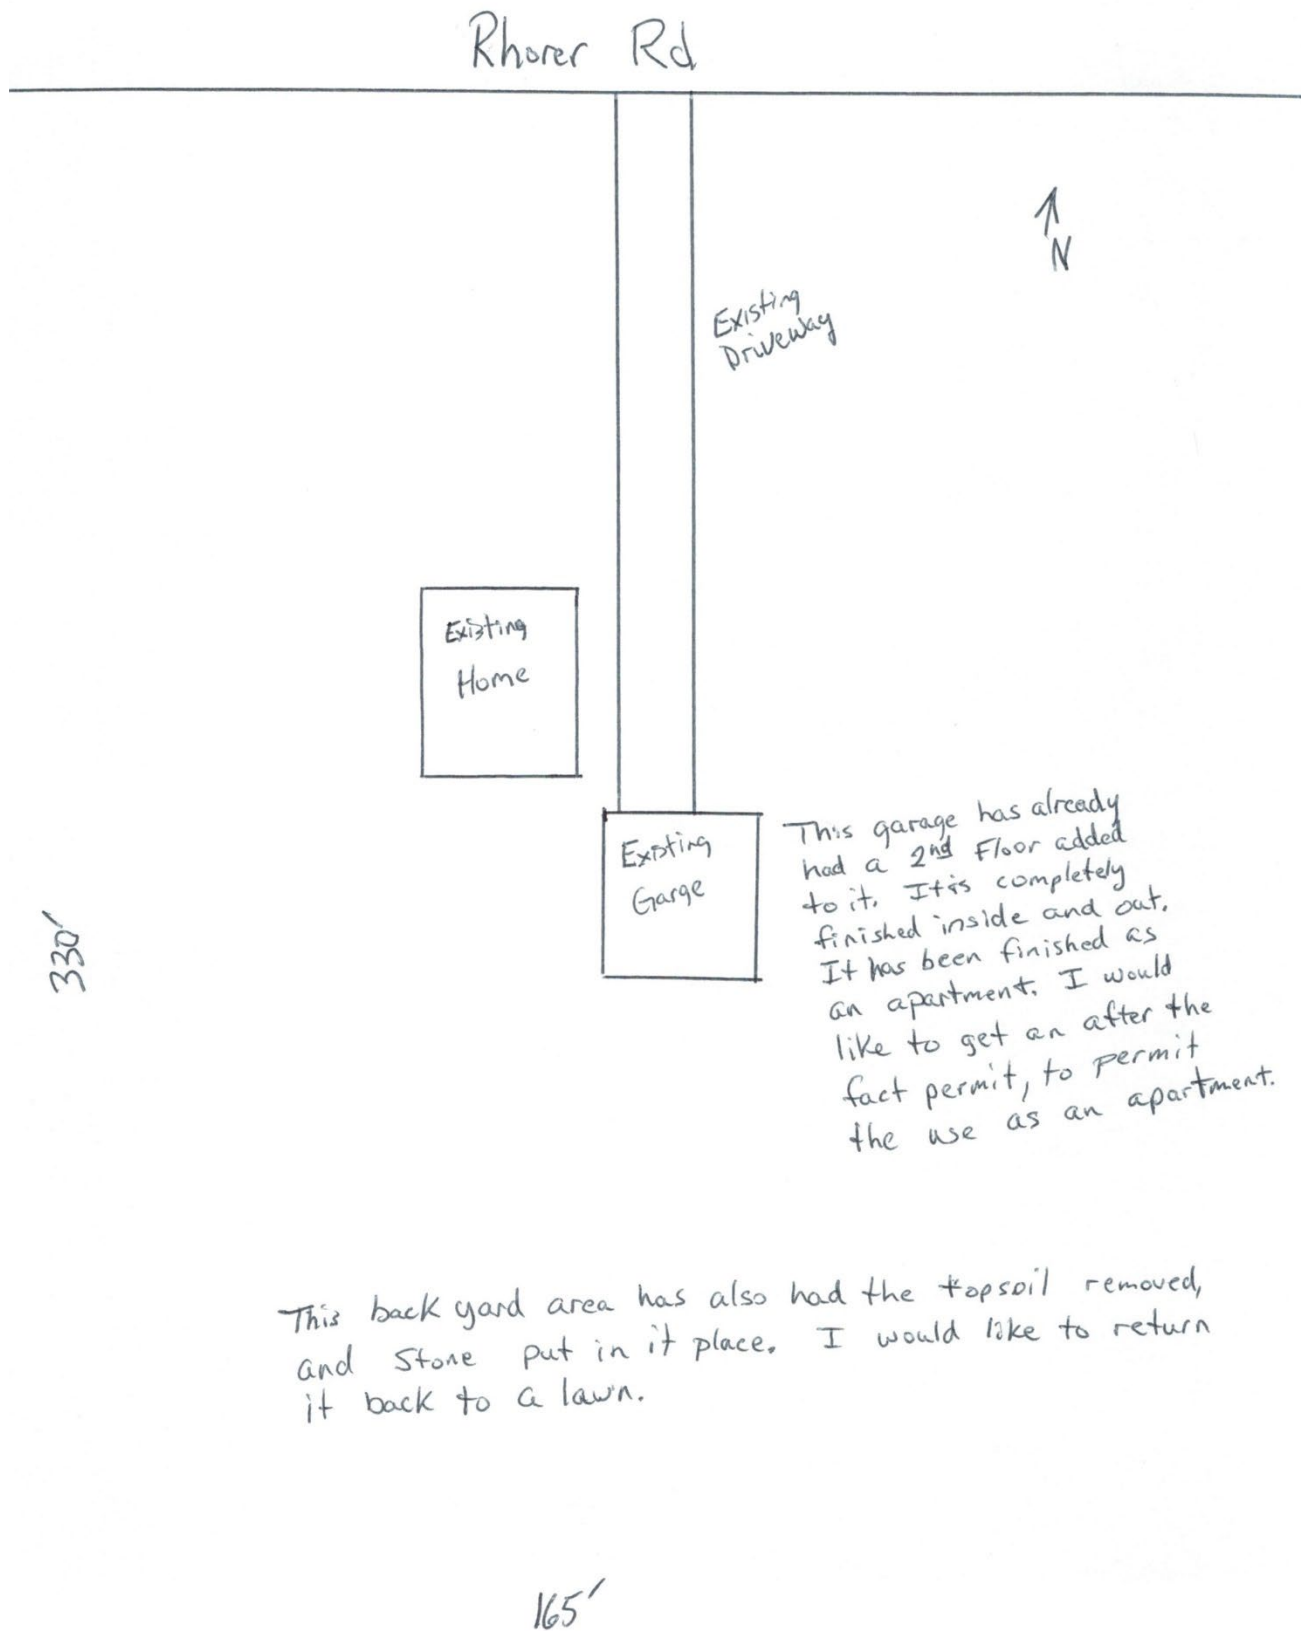 Rhorer Rd
N
Existing
Driveway
Existing
Home
Existing
Garge
This garage has already
had a 2nd Floor added
to it. It is completely
finished inside and out.
It has been finished as
an apartment. I would
like to get an after the
fact permit, to permit
the use as an apartment.
330'
This back yard area has also had the topsoil removed,
and Stone put in it place. I would like to return
it back to a lawn.
165'